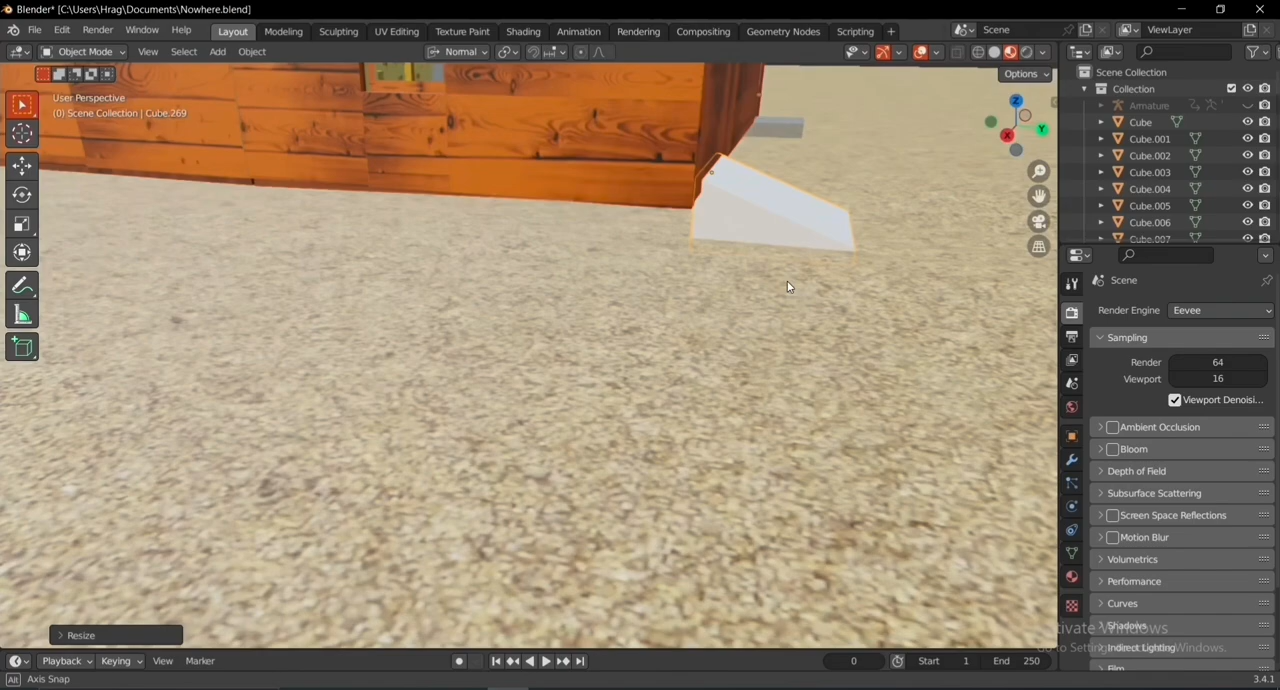 Blender* [C:\Users\Hrag\Documents\Nowhere.blend]
File Edit Render Window Help Layout Modeling Sculpting UV Editing Texture Paint Shading Animation Rendering Compositing Geometry Nodes Scripting + Scene ViewLayer
Object Mode View Select Add Object Normal
Options
User Perspective
(0) Scene Collection | Cube.269
Z
Y
X
Scene Collection
Collection
Armature
Cube
Cube.001
Cube.002
Cube.003
Cube.004
Cube.005
Cube.006
Cube.007
Scene
Render Engine Eevee
Sampling
Render 64
Viewport 16
Viewport Denoisi...
Ambient Occlusion
Bloom
Depth of Field
Subsurface Scattering
Screen Space Reflections
Motion Blur
Volumetrics
Performance
Curves
Shadows
Indirect Lighting
Film
Resize
Playback Keying View Marker 0 Start 1 End 250
Alt Axis Snap 3.4.1